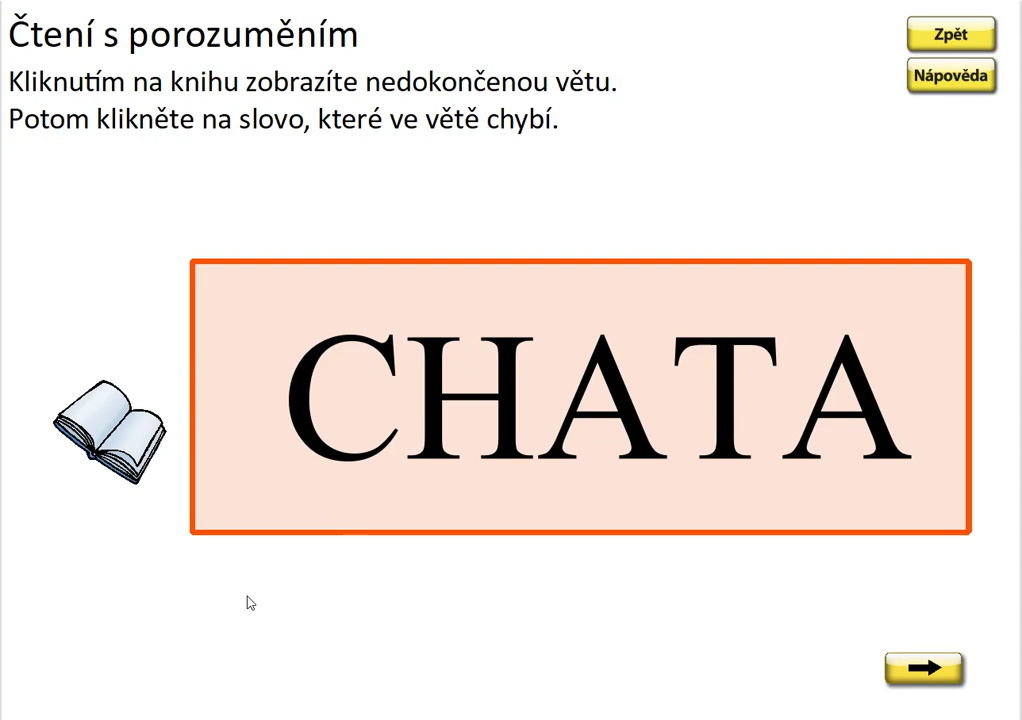 Čtení s porozuměním
Zpět
Nápověda
Kliknutím na knihu zobrazíte nedokončenou větu.
Potom klikněte na slovo, které ve větě chybí.
CHATA